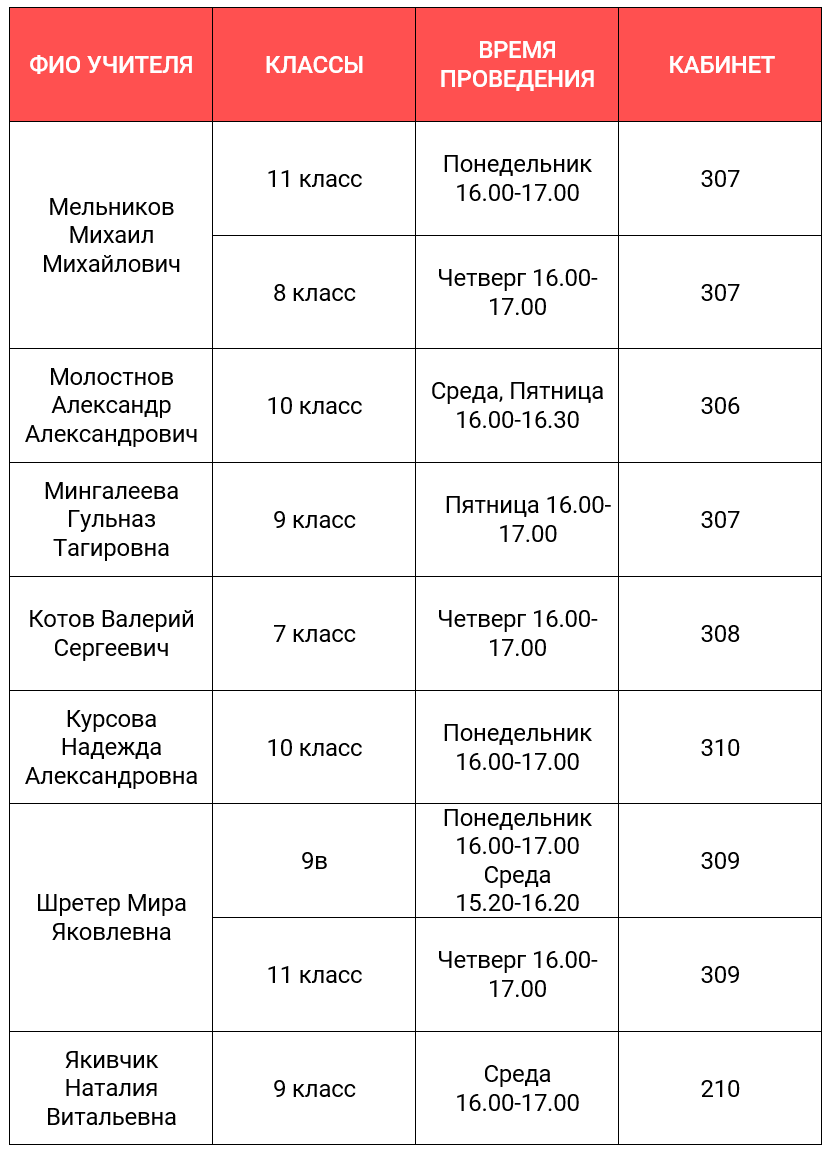 ФИО УЧИТЕЛЯ
КЛАССЫ
ВРЕМЯ
ПРОВЕДЕНИЯ
КАБИНЕТ
Мельников
Михаил
Михайлович
11 класс
Понедельник
16.00-17.00
307
8 класс
Четверг 16.00-
17.00
307
Молостнов
Александр
Александрович
10 класс
Среда, Пятница
16.00-16.30
306
Мингалеева
Гульназ
Тагировна
9 класс
Пятница 16.00-
17.00
307
Котов Валерий
Сергеевич
7 класс
Четверг 16.00-
17.00
308
Курсова
Надежда
Александровна
10 класс
Понедельник
16.00-17.00
310
Шретер Мира
Яковлевна
9в
Понедельник
16.00-17.00
Среда
15.20-16.20
309
11 класс
Четверг 16.00-
17.00
309
Якивчик
Наталия
Витальевна
9 класс
Среда
16.00-17.00
210